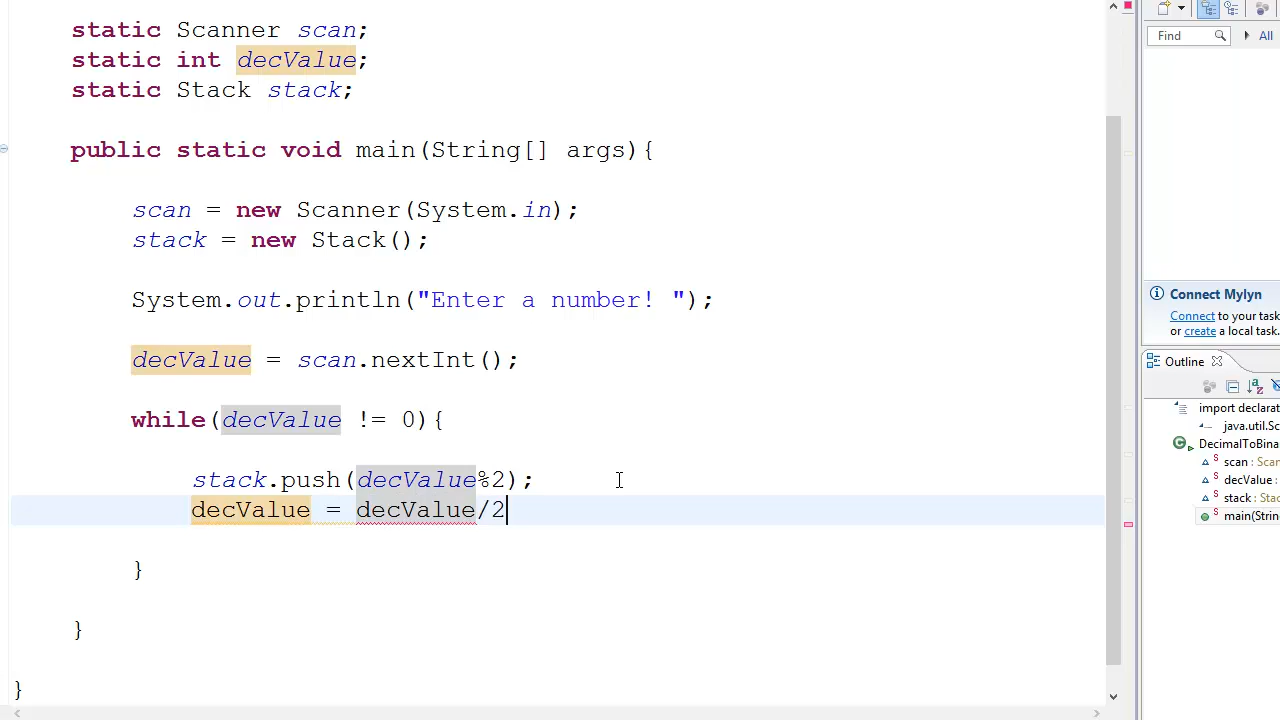 static Scanner scan;
static int decValue;
static Stack stack;
public static void main(String[] args){
scan = new Scanner(System.in);
stack = new Stack();
System.out.println("Enter a number! ");
decValue = scan.nextInt();
while(decValue != 0){
stack.push(decValue%2);
decValue = decValue/2
}
}
}
Find
All
Connect Mylyn
Connect to your task
or create a local task.
Outline
import declarat
java.util.Sc
DecimalToBina
scan : Scan
decValue :
stack : Stac
main(Strin